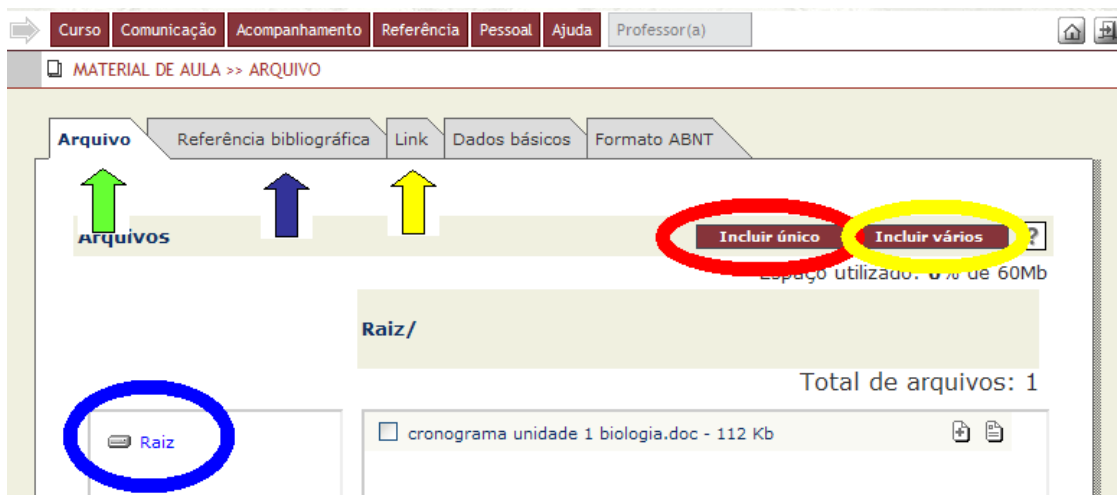 Curso Comunicação Acompanhamento Referência Pessoal Ajuda Professor(a)
MATERIAL DE AULA >> ARQUIVO
Arquivo Referência bibliográfica Link Dados básicos Formato ABNT
Arquivos Incluir único Incluir vários ?
Espaço utilizado: 0% de 60Mb
Raiz/
Total de arquivos: 1
Raiz cronograma unidade 1 biologia.doc - 112 Kb